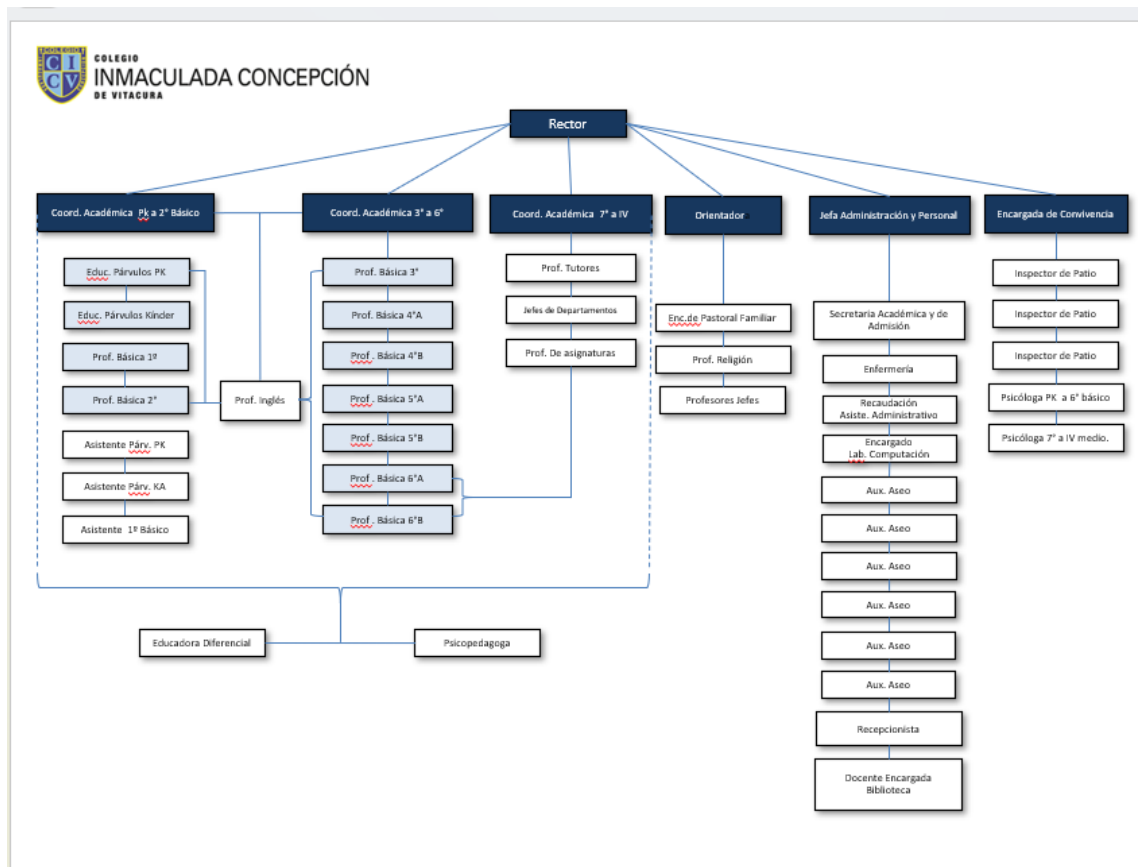 COLEGIO
INMACULADA CONCEPCIÓN
DE VITACURA
CICV
Rector
Coord. Académica Pk a 2° Básico
Educ. Párvulos PK
Educ. Párvulos Kínder
Prof. Básica 1º
Prof. Básica 2°
Asistente Párv. PK
Asistente Párv. KA
Asistente 1º Básico
Prof. Inglés
Coord. Académica 3° a 6°
Prof. Básica 3°
Prof. Básica 4°A
Prof . Básica 4°B
Prof . Básica 5°A
Prof . Básica 5°B
Prof . Básica 6°A
Prof . Básica 6°B
Coord. Académica 7° a IV
Prof. Tutores
Jefes de Departamentos
Prof. De asignaturas
Educadora Diferencial
Psicopedagoga
Orientadora
Enc.de Pastoral Familiar
Prof. Religión
Profesores Jefes
Jefa Administración y Personal
Secretaria Académica y de
Admisión
Enfermería
Recaudación
Asiste. Administrativo
Encargado
Lab. Computación
Aux. Aseo
Aux. Aseo
Aux. Aseo
Aux. Aseo
Aux. Aseo
Aux. Aseo
Recepcionista
Docente Encargada
Biblioteca
Encargada de Convivencia
Inspector de Patio
Inspector de Patio
Inspector de Patio
Psicóloga PK a 6° básico
Psicóloga 7° a IV medio.